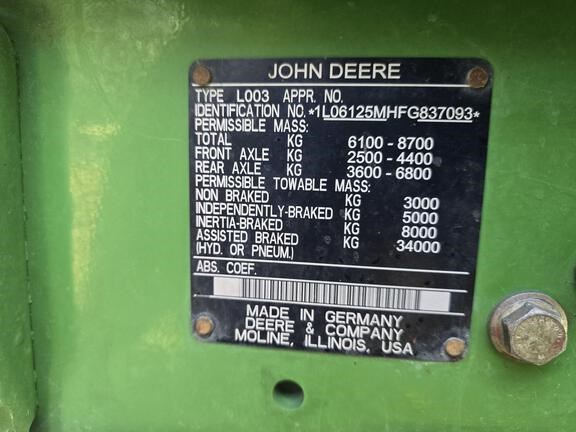 JOHN DEERE
TYPE L003 APPR. NO.
IDENTIFICATION NO. *1L06125MHFG837093*
PERMISSIBLE MASS:
TOTAL KG 6100 - 8700
FRONT AXLE KG 2500 - 4400
REAR AXLE KG 3600 - 6800
PERMISSIBLE TOWABLE MASS:
NON BRAKED KG 3000
INDEPENDENTLY-BRAKED KG 5000
INERTIA-BRAKED KG 8000
ASSISTED BRAKED KG 34000
(HYD. OR PNEUM.)
ABS. COEF.
MADE IN GERMANY
DEERE & COMPANY
MOLINE, ILLINOIS, USA